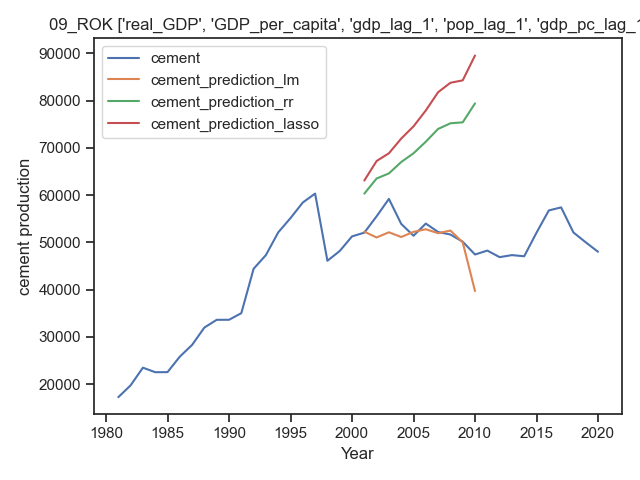 09_ROK ['real_GDP', 'GDP_per_capita', 'gdp_lag_1', 'pop_lag_1', 'gdp_pc_lag_1
cement
cement_prediction_lm
cement_prediction_rr
cement_prediction_lasso
cement production
90000
80000
70000
60000
50000
40000
30000
20000
1980 1985 1990 1995 2000 2005 2010 2015 2020
Year